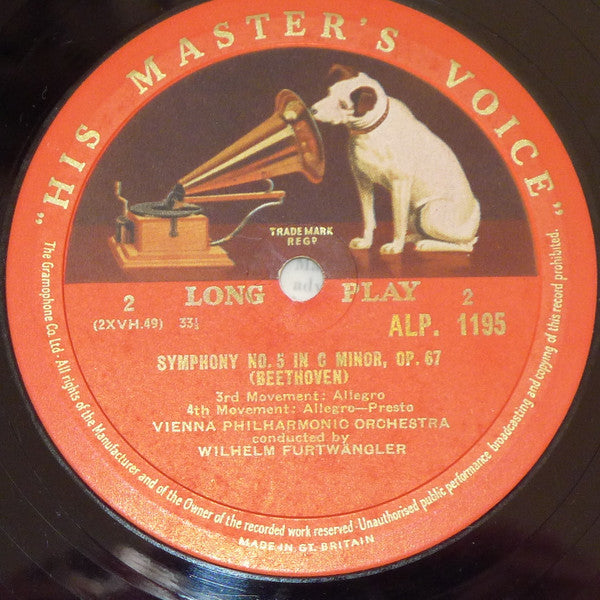 "HIS MASTER'S VOICE"
TRADE MARK
REGD
2 LONG PLAY 2
(2XVH.49) 33⅓ ALP. 1195
SYMPHONY NO. 5 IN C MINOR, OP. 67
(BEETHOVEN)
3rd Movement: Allegro
4th Movement: Allegro—Presto
VIENNA PHILHARMONIC ORCHESTRA
conducted by
WILHELM FURTWÄNGLER
The Gramophone Co. Ltd. All rights of the Manufacturers and of the Owner of the recorded work reserved · Unauthorised public performance broadcasting and copying of this record prohibited.
MADE IN GT. BRITAIN